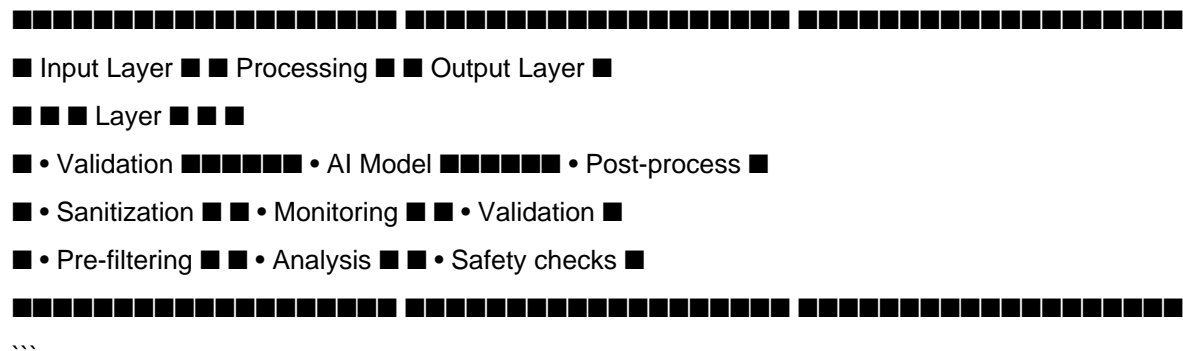 ■■■■■■■■■■■■■■■■■■■ ■■■■■■■■■■■■■■■■■■■ ■■■■■■■■■■■■■■■■■■■
■ Input Layer ■ ■ Processing ■ ■ Output Layer ■
■ ■ ■ Layer ■ ■ ■
■ • Validation ■■■■■■ • AI Model ■■■■■■ • Post-process ■
■ • Sanitization ■ ■ • Monitoring ■ ■ • Validation ■
■ • Pre-filtering ■ ■ • Analysis ■ ■ • Safety checks ■
■■■■■■■■■■■■■■■■■■■ ■■■■■■■■■■■■■■■■■■■ ■■■■■■■■■■■■■■■■■■■
```